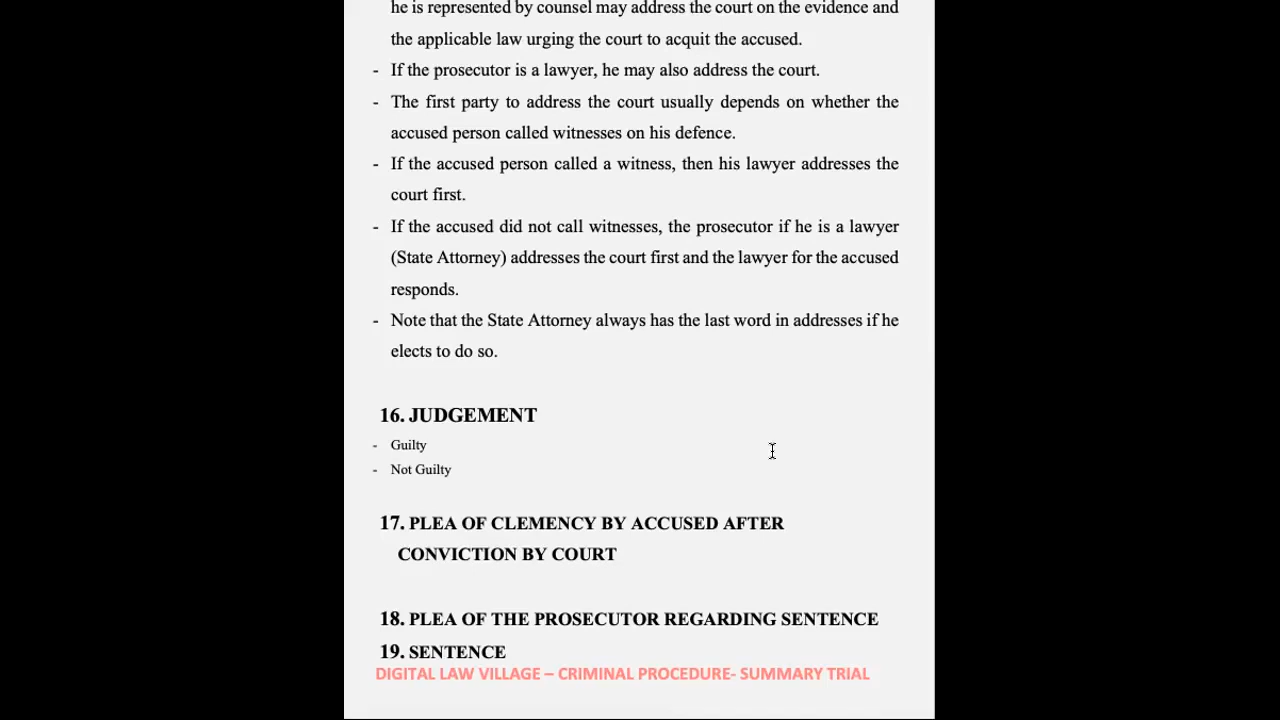 he is represented by counsel may address the court on the evidence and
the applicable law urging the court to acquit the accused.
- If the prosecutor is a lawyer, he may also address the court.
- The first party to address the court usually depends on whether the
accused person called witnesses on his defence.
- If the accused person called a witness, then his lawyer addresses the
court first.
- If the accused did not call witnesses, the prosecutor if he is a lawyer
(State Attorney) addresses the court first and the lawyer for the accused
responds.
- Note that the State Attorney always has the last word in addresses if he
elects to do so.
16. JUDGEMENT
- Guilty
- Not Guilty
17. PLEA OF CLEMENCY BY ACCUSED AFTER
CONVICTION BY COURT
18. PLEA OF THE PROSECUTOR REGARDING SENTENCE
19. SENTENCE
DIGITAL LAW VILLAGE – CRIMINAL PROCEDURE- SUMMARY TRIAL